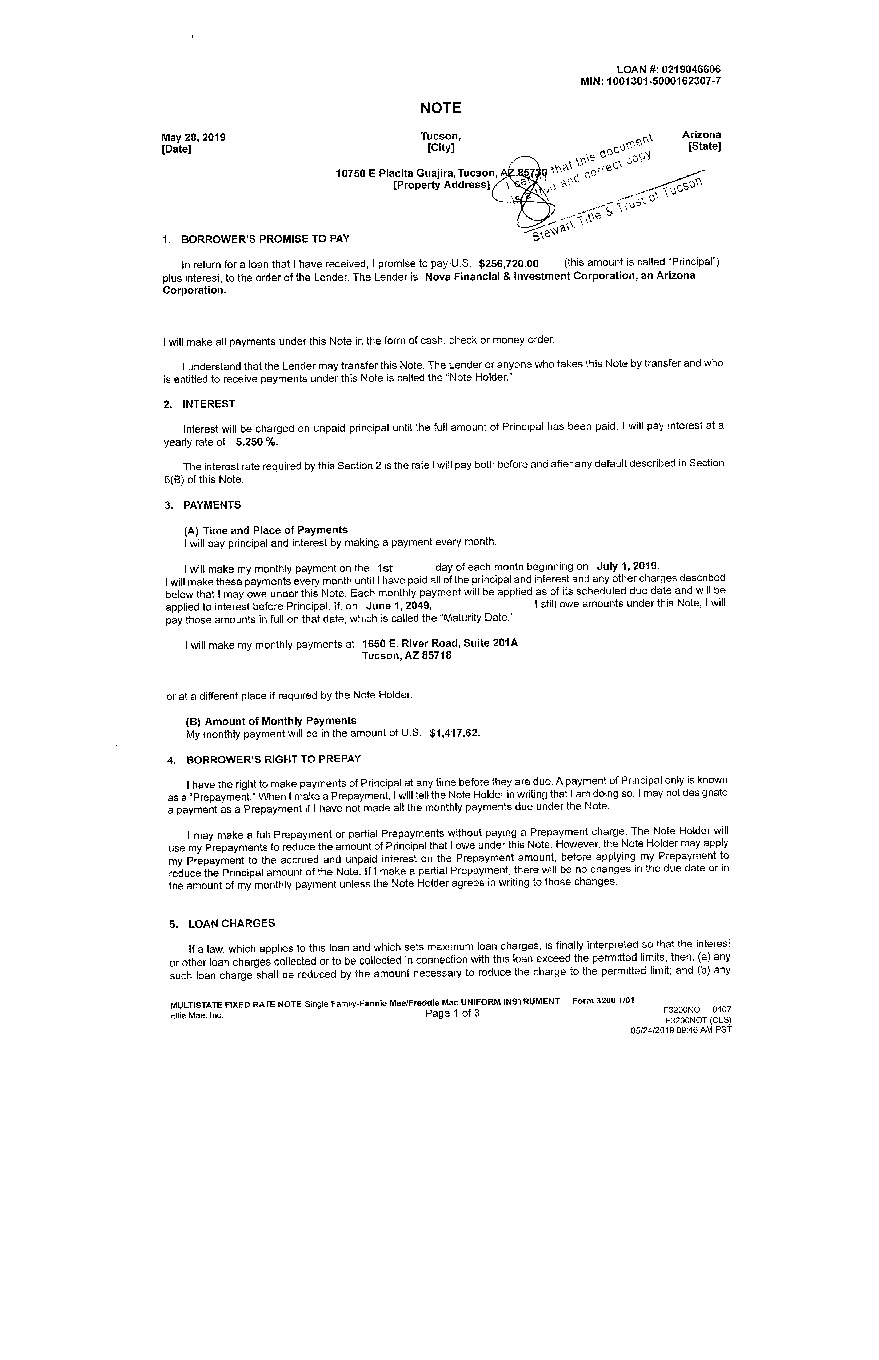 LOAN #: 0219046606
MIN: 1001301-5000162307-7
NOTE
May 28, 2019 Tucson, Arizona
[Date] [City] [State]
10750 E Placita Guajira, Tucson, AZ 85730
[Property Address]
I certify that this document
is a true and correct copy
Stewart Title & Trust of Tucson
1. BORROWER'S PROMISE TO PAY
In return for a loan that I have received, I promise to pay U.S. $256,720.00 (this amount is called "Principal")
plus interest, to the order of the Lender. The Lender is Nova Financial & Investment Corporation, an Arizona
Corporation.
I will make all payments under this Note in the form of cash, check or money order.
I understand that the Lender may transfer this Note. The Lender or anyone who takes this Note by transfer and who
is entitled to receive payments under this Note is called the "Note Holder."
2. INTEREST
Interest will be charged on unpaid principal until the full amount of Principal has been paid. I will pay interest at a
yearly rate of 5.250 %.
The interest rate required by this Section 2 is the rate I will pay both before and after any default described in Section
6(B) of this Note.
3. PAYMENTS
(A) Time and Place of Payments
I will pay principal and interest by making a payment every month.
I will make my monthly payment on the 1st day of each month beginning on July 1, 2019.
I will make these payments every month until I have paid all of the principal and interest and any other charges described
below that I may owe under this Note. Each monthly payment will be applied as of its scheduled due date and will be
applied to interest before Principal. If, on June 1, 2049, I still owe amounts under this Note, I will
pay those amounts in full on that date, which is called the "Maturity Date."
I will make my monthly payments at 1650 E. River Road, Suite 201A
Tucson, AZ 85718
or at a different place if required by the Note Holder.
(B) Amount of Monthly Payments
My monthly payment will be in the amount of U.S. $1,417.62.
4. BORROWER'S RIGHT TO PREPAY
I have the right to make payments of Principal at any time before they are due. A payment of Principal only is known
as a "Prepayment." When I make a Prepayment, I will tell the Note Holder in writing that I am doing so. I may not designate
a payment as a Prepayment if I have not made all the monthly payments due under the Note.
I may make a full Prepayment or partial Prepayments without paying a Prepayment charge. The Note Holder will
use my Prepayments to reduce the amount of Principal that I owe under this Note. However, the Note Holder may apply
my Prepayment to the accrued and unpaid interest on the Prepayment amount, before applying my Prepayment to
reduce the Principal amount of the Note. If I make a partial Prepayment, there will be no changes in the due date or in
the amount of my monthly payment unless the Note Holder agrees in writing to those changes.
5. LOAN CHARGES
If a law, which applies to this loan and which sets maximum loan charges, is finally interpreted so that the interest
or other loan charges collected or to be collected in connection with this loan exceed the permitted limits, then: (a) any
such loan charge shall be reduced by the amount necessary to reduce the charge to the permitted limit; and (b) any
MULTISTATE FIXED RATE NOTE Single Family-Fannie Mae/Freddie Mac UNIFORM INSTRUMENT Form 3200 1/01
Ellie Mae, Inc. Page 1 of 3 F3200NO 0407
F3200NOT (CLS)
05/24/2019 09:46 AM PST